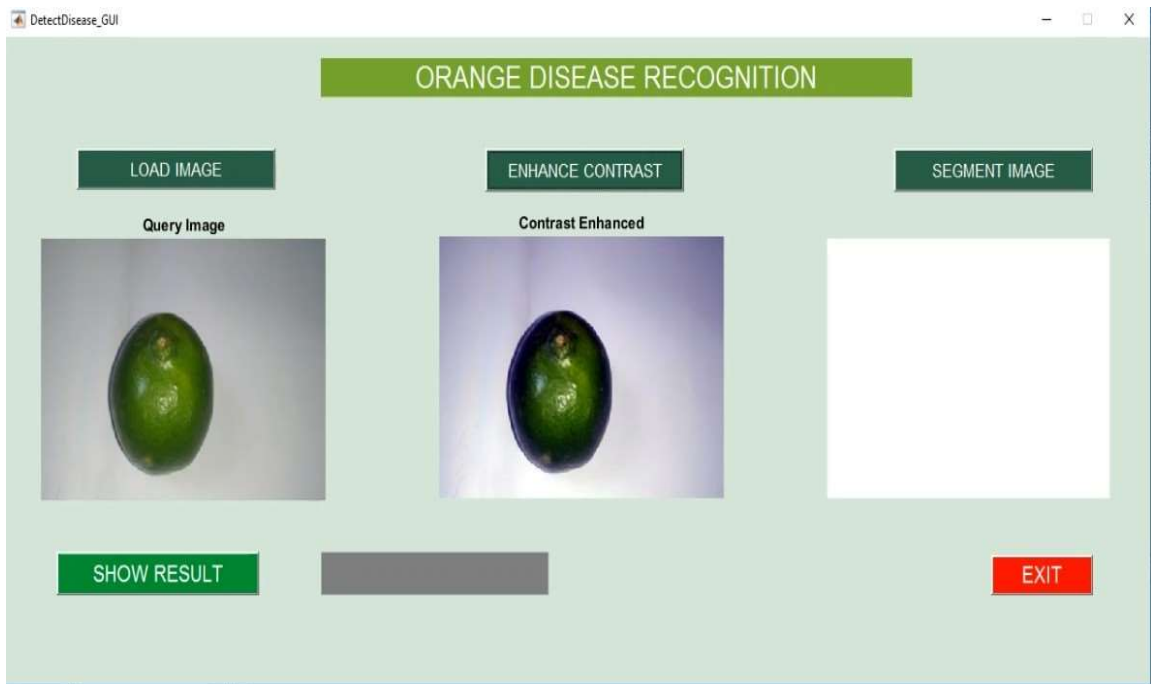 DetectDisease_GUI
ORANGE DISEASE RECOGNITION
LOAD IMAGE
ENHANCE CONTRAST
SEGMENT IMAGE
Query Image
Contrast Enhanced
SHOW RESULT
EXIT